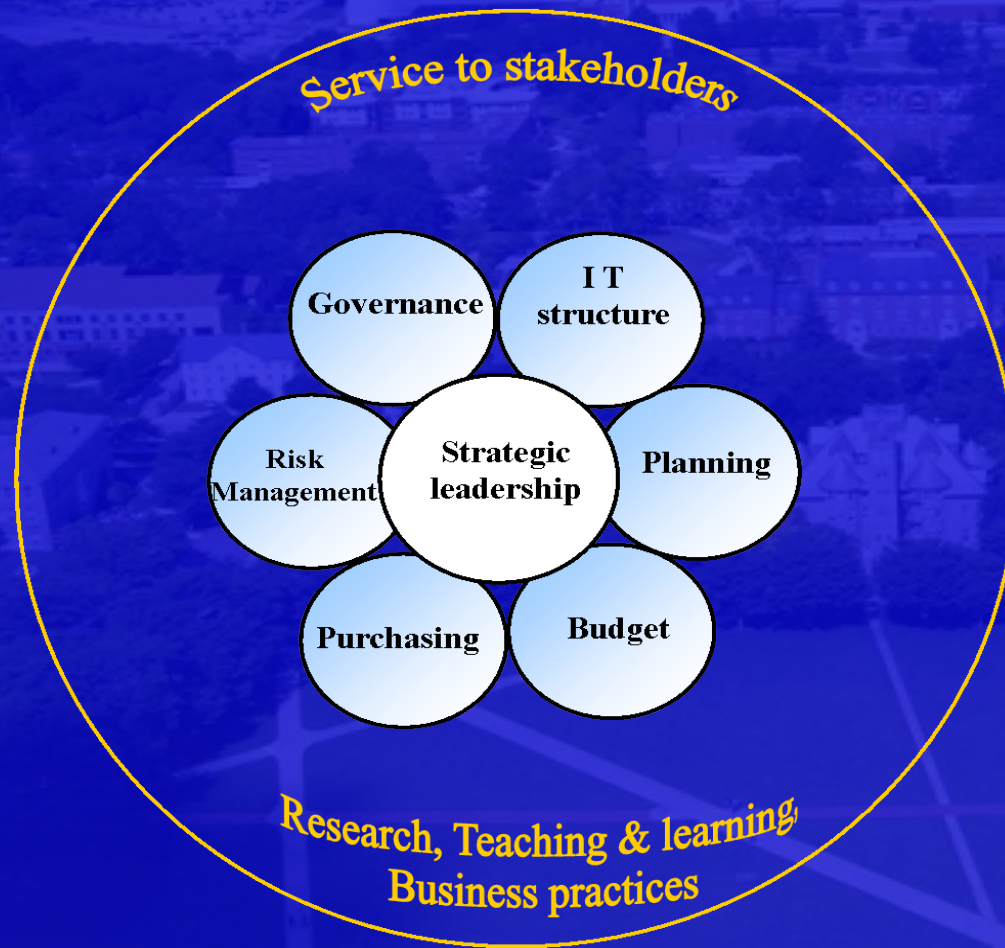 Service to stakeholders
Governance
I T
structure
Risk
Management
Strategic
leadership
Planning
Purchasing
Budget
Research, Teaching & learning,
Business practices